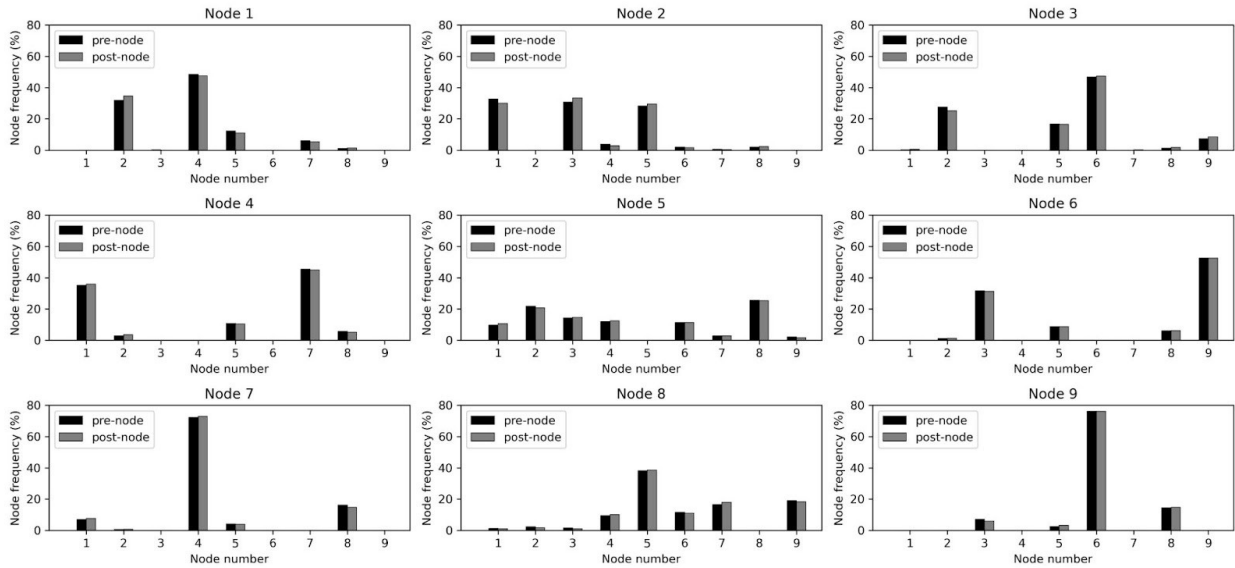 Node 1
Node frequency (%)
80
60
40
20
0
pre-node
post-node
1 2 3 4 5 6 7 8 9
Node number
Node 2
Node frequency (%)
80
60
40
20
0
pre-node
post-node
1 2 3 4 5 6 7 8 9
Node number
Node 3
Node frequency (%)
80
60
40
20
0
pre-node
post-node
1 2 3 4 5 6 7 8 9
Node number
Node 4
Node frequency (%)
80
60
40
20
0
pre-node
post-node
1 2 3 4 5 6 7 8 9
Node number
Node 5
Node frequency (%)
80
60
40
20
0
pre-node
post-node
1 2 3 4 5 6 7 8 9
Node number
Node 6
Node frequency (%)
80
60
40
20
0
pre-node
post-node
1 2 3 4 5 6 7 8 9
Node number
Node 7
Node frequency (%)
80
60
40
20
0
pre-node
post-node
1 2 3 4 5 6 7 8 9
Node number
Node 8
Node frequency (%)
80
60
40
20
0
pre-node
post-node
1 2 3 4 5 6 7 8 9
Node number
Node 9
Node frequency (%)
80
60
40
20
0
pre-node
post-node
1 2 3 4 5 6 7 8 9
Node number